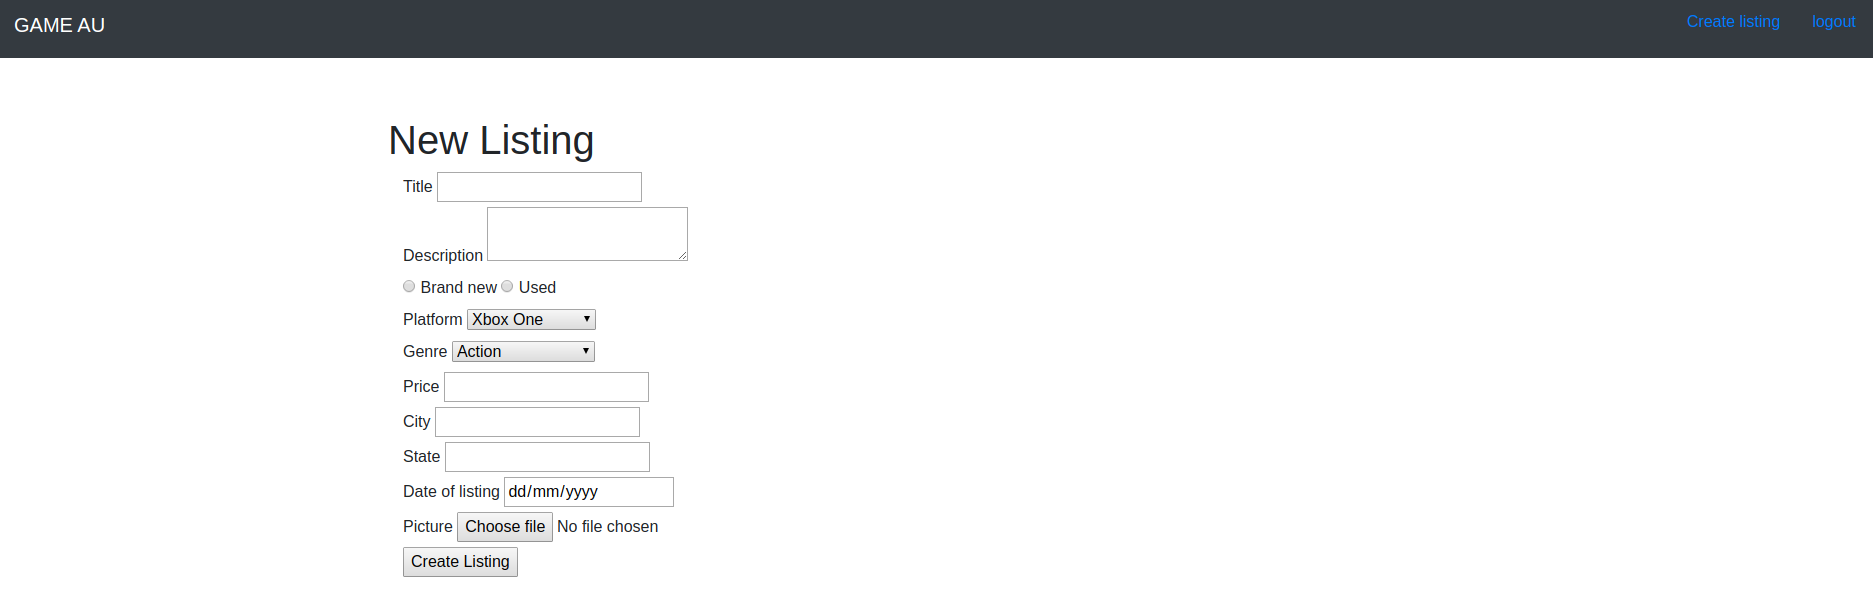 GAME AU Create listing logout
New Listing
Title
Description
Brand new Used
Platform Xbox One
Genre Action
Price
City
State
Date of listing dd/mm/yyyy
Picture Choose file No file chosen
Create Listing